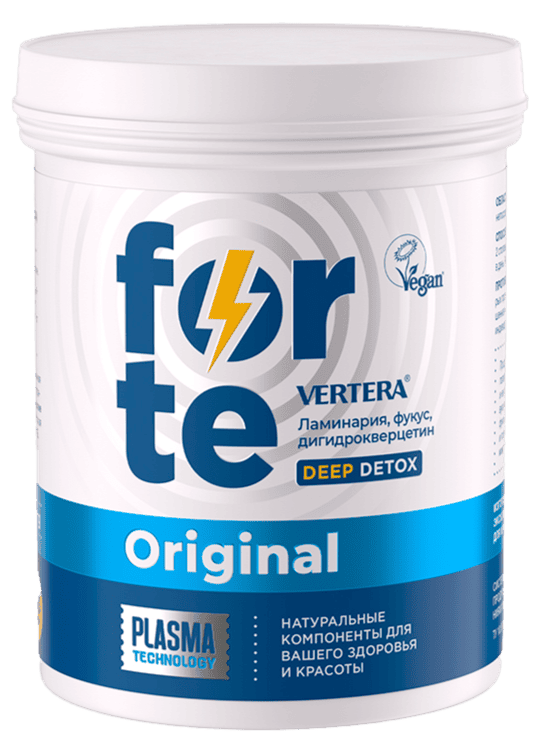 for
te
Vegan
VERTERA®
Ламинария, фукус,
дигидрокверцетин
DEEP DETOX
Original
PLASMA
TECHNOLOGY
НАТУРАЛЬНЫЕ
КОМПОНЕНТЫ ДЛЯ
ВАШЕГО ЗДОРОВЬЯ
И КРАСОТЫ